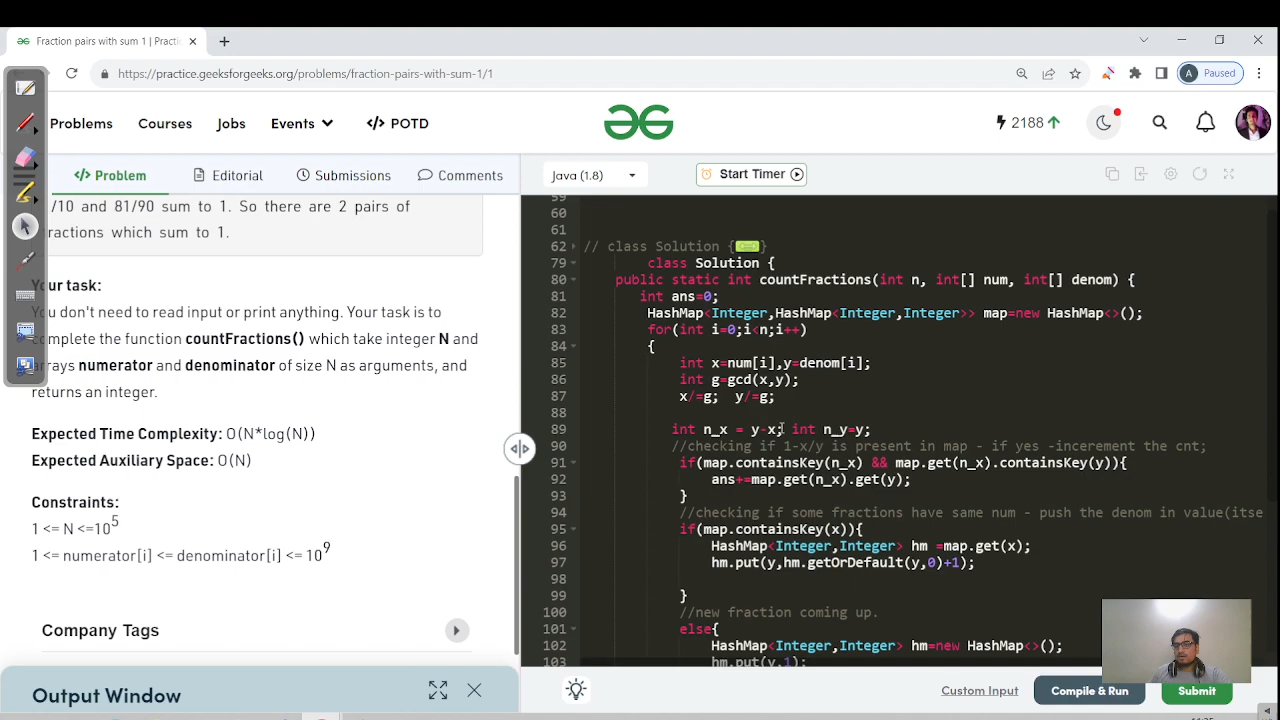 Fraction pairs with sum 1 | Practi
https://practice.geeksforgeeks.org/problems/fraction-pairs-with-sum-1/1
A Paused
Problems Courses Jobs Events </> POTD
2188
</> Problem Editorial Submissions Comments
/10 and 81/90 sum to 1. So there are 2 pairs of
fractions which sum to 1.
Your task:
You don't need to read input or print anything. Your task is to
complete the function countFractions() which take integer N and
arrays numerator and denominator of size N as arguments, and
returns an integer.
Expected Time Complexity: O(N*log(N))
Expected Auxiliary Space: O(N)
Constraints:
1 <= N <=10^5
1 <= numerator[i] <= denominator[i] <= 10^9
Company Tags
Output Window
Java (1.8)
Start Timer
59
60
61
62 // class Solution {}
79 class Solution {
80 public static int countFractions(int n, int[] num, int[] denom) {
81 int ans=0;
82 HashMap<Integer,HashMap<Integer,Integer>> map=new HashMap<>();
83 for(int i=0;i<n;i++)
84 {
85 int x=num[i],y=denom[i];
86 int g=gcd(x,y);
87 x/=g; y/=g;
88
89 int n_x = y-x; int n_y=y;
90 //checking if 1-x/y is present in map - if yes -incerement the cnt;
91 if(map.containsKey(n_x) && map.get(n_x).containsKey(y)){
92 ans+=map.get(n_x).get(y);
93 }
94 //checking if some fractions have same num - push the denom in value(itse
95 if(map.containsKey(x)){
96 HashMap<Integer,Integer> hm =map.get(x);
97 hm.put(y,hm.getOrDefault(y,0)+1);
98
99 }
100 //new fraction coming up.
101 else{
102 HashMap<Integer,Integer> hm=new HashMap<>();
103 hm.put(y,1);
Custom Input Compile & Run Submit